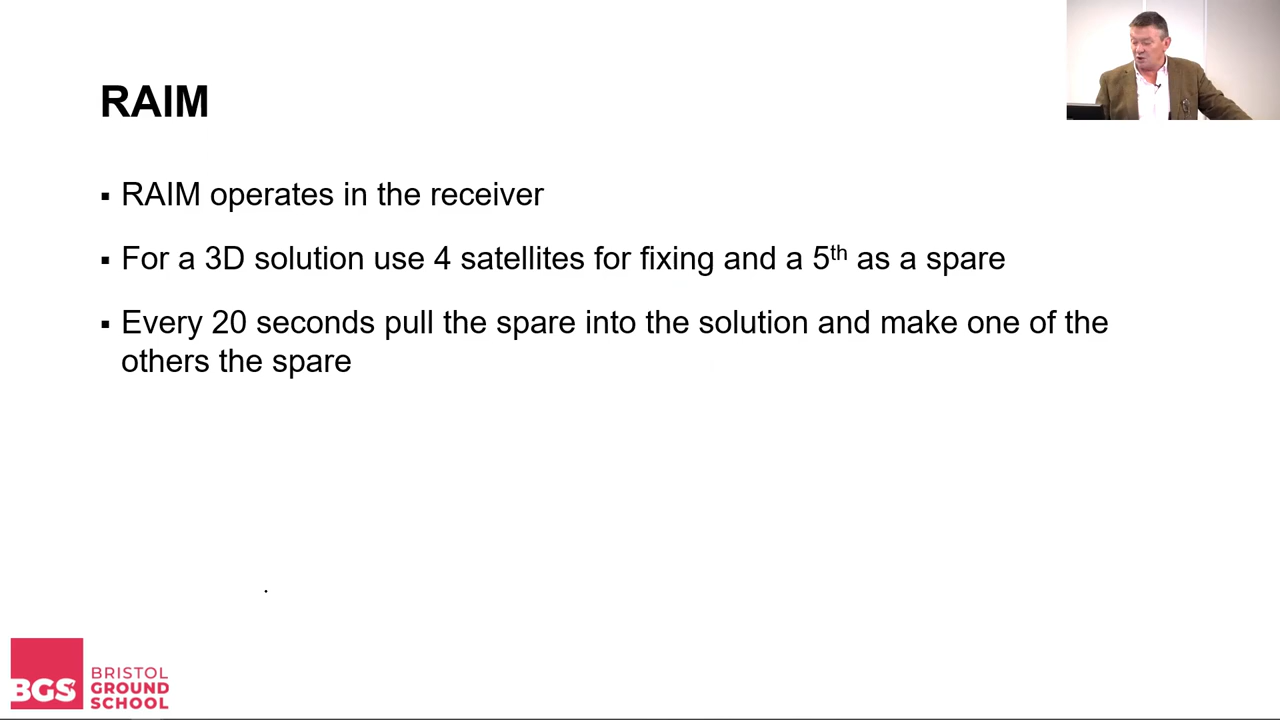 RAIM
▪ RAIM operates in the receiver
▪ For a 3D solution use 4 satellites for fixing and a 5th as a spare
▪ Every 20 seconds pull the spare into the solution and make one of the
others the spare
BGS
BRISTOL
GROUND
SCHOOL